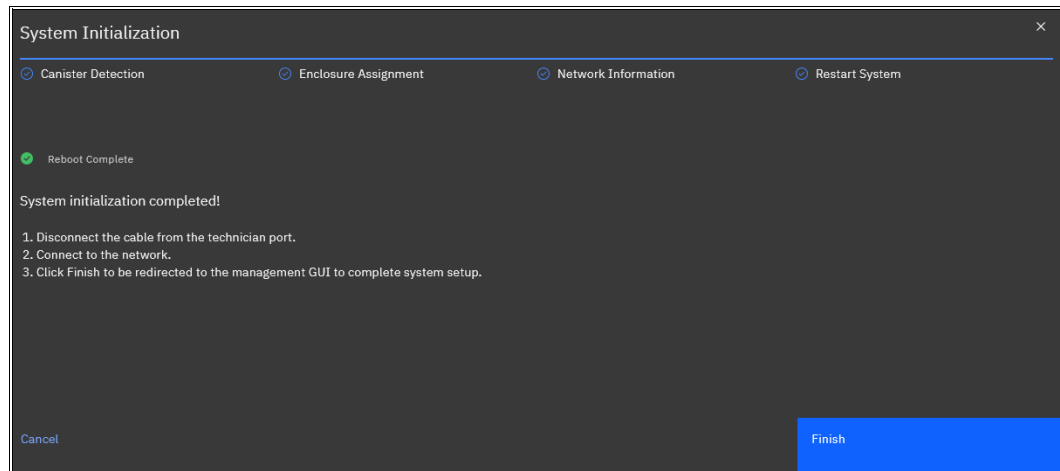 System Initialization
Canister Detection
Enclosure Assignment
Network Information
Restart System
Reboot Complete
System initialization completed!
1. Disconnect the cable from the technician port.
2. Connect to the network.
3. Click Finish to be redirected to the management GUI to complete system setup.
Cancel
Finish